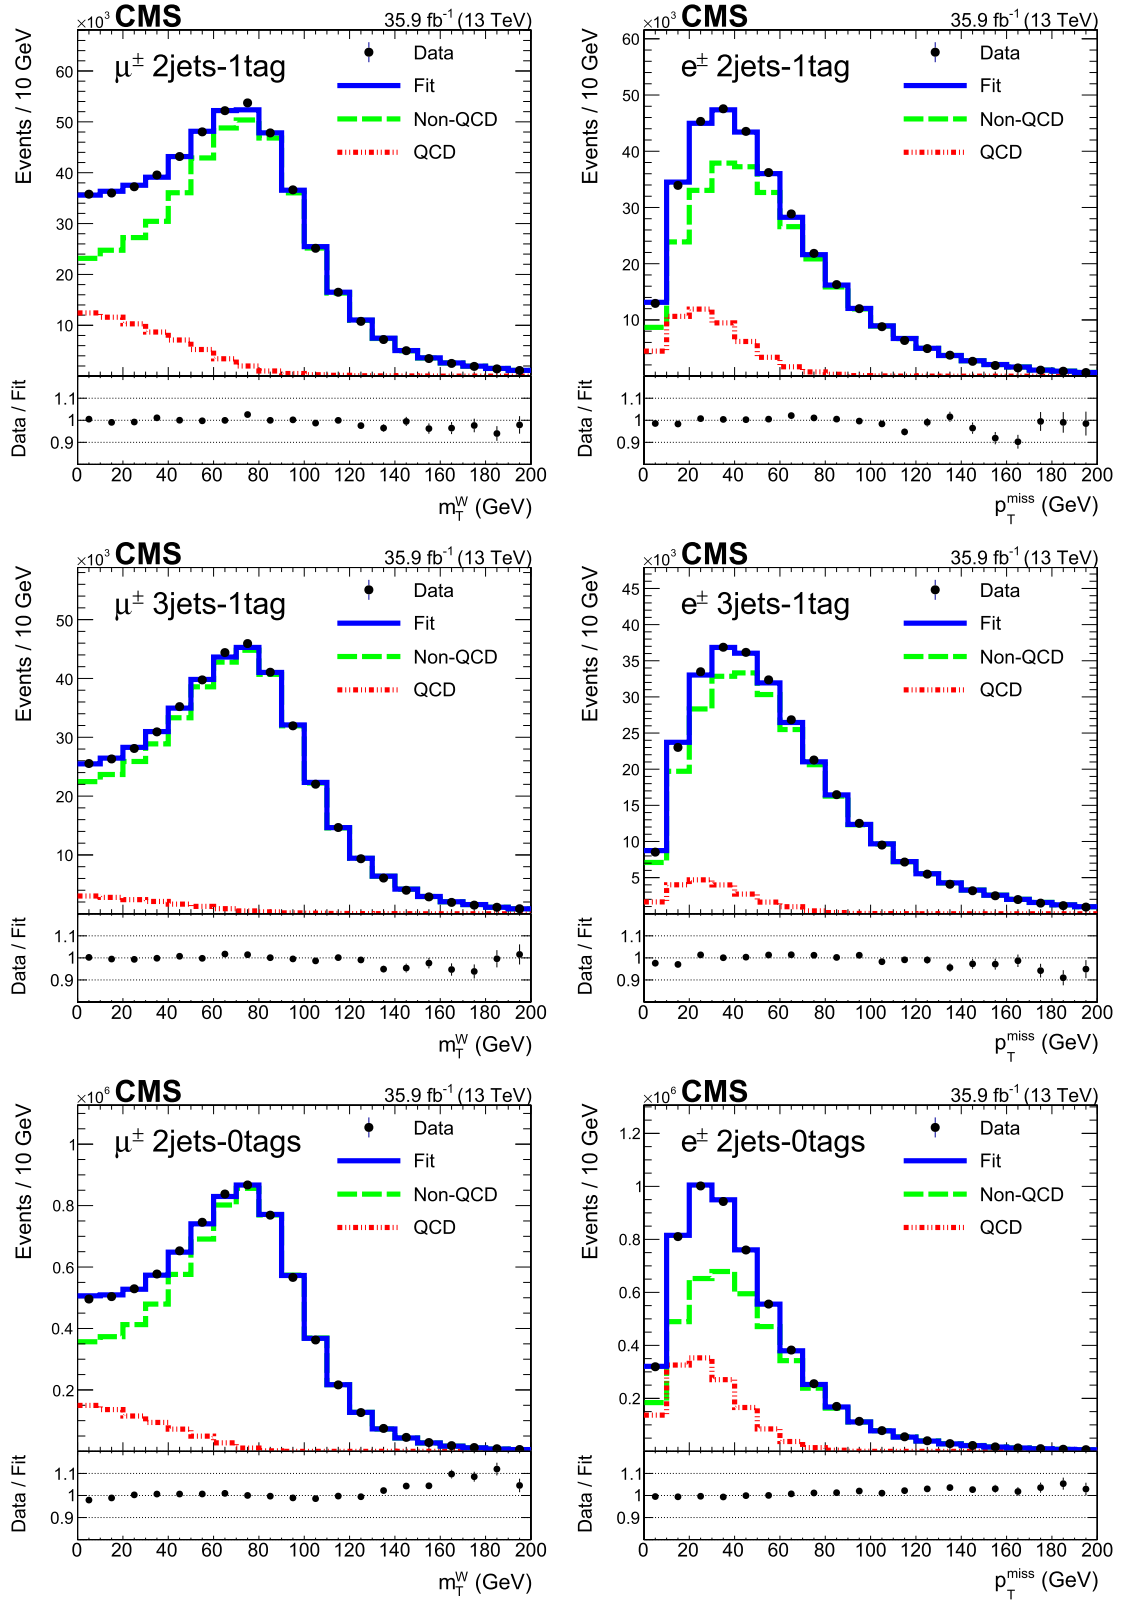 ×10³ CMS 35.9 fb⁻¹ (13 TeV)
Events / 10 GeV
μ± 2jets-1tag
Data
Fit
Non-QCD
QCD
60
50
40
30
20
10
Data / Fit
1.1
1
0.9
0 20 40 60 80 100 120 140 160 180 200
m_T^W (GeV)
×10³ CMS 35.9 fb⁻¹ (13 TeV)
Events / 10 GeV
e± 2jets-1tag
Data
Fit
Non-QCD
QCD
60
50
40
30
20
10
Data / Fit
1.1
1
0.9
0 20 40 60 80 100 120 140 160 180 200
p_T^miss (GeV)
×10³ CMS 35.9 fb⁻¹ (13 TeV)
Events / 10 GeV
μ± 3jets-1tag
Data
Fit
Non-QCD
QCD
50
40
30
20
10
Data / Fit
1.1
1
0.9
0 20 40 60 80 100 120 140 160 180 200
m_T^W (GeV)
×10³ CMS 35.9 fb⁻¹ (13 TeV)
Events / 10 GeV
e± 3jets-1tag
Data
Fit
Non-QCD
QCD
45
40
35
30
25
20
15
10
5
Data / Fit
1.1
1
0.9
0 20 40 60 80 100 120 140 160 180 200
p_T^miss (GeV)
×10⁶ CMS 35.9 fb⁻¹ (13 TeV)
Events / 10 GeV
μ± 2jets-0tags
Data
Fit
Non-QCD
QCD
1
0.8
0.6
0.4
0.2
Data / Fit
1.1
1
0.9
0 20 40 60 80 100 120 140 160 180 200
m_T^W (GeV)
×10⁶ CMS 35.9 fb⁻¹ (13 TeV)
Events / 10 GeV
e± 2jets-0tags
Data
Fit
Non-QCD
QCD
1.2
1
0.8
0.6
0.4
0.2
Data / Fit
1.1
1
0.9
0 20 40 60 80 100 120 140 160 180 200
p_T^miss (GeV)